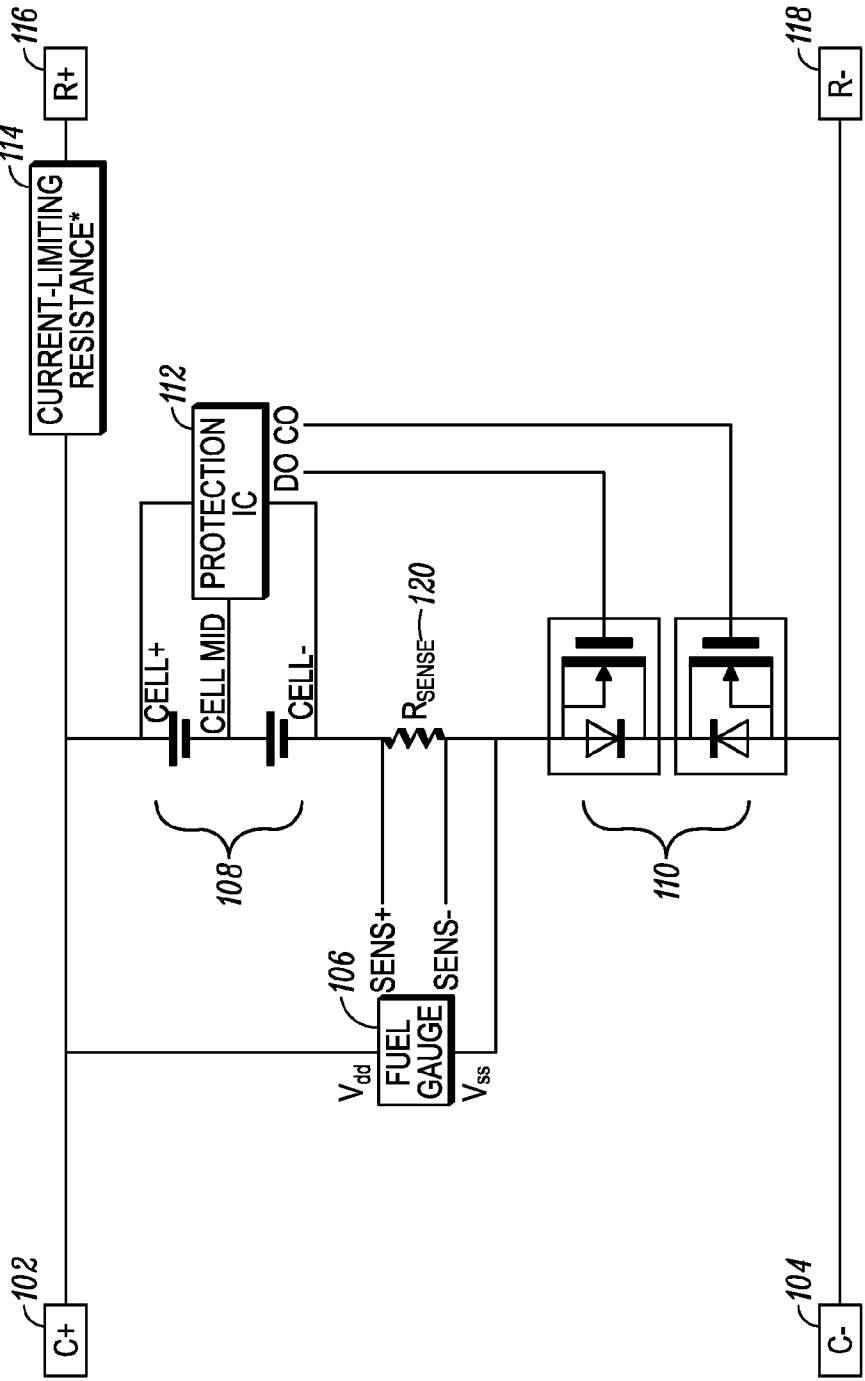 116
R+
114
CURRENT-LIMITING
RESISTANCE*
112
PROTECTION
IC
DO CO
CELL+
CELL MID
CELL-
108
RSENSE
120
SENS+
SENS-
106
FUEL
GAUGE
Vdd
Vss
110
102
C+
104
C-
118
R-